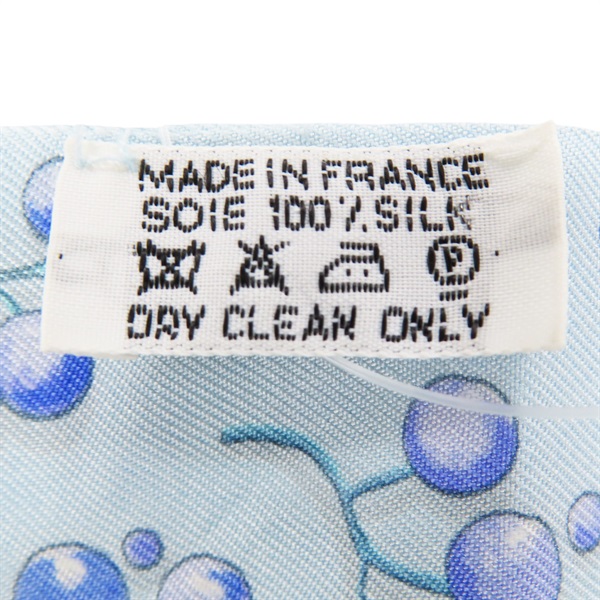 MADE IN FRANCE
SOIE 100% SILK
P
DRY CLEAN ONLY